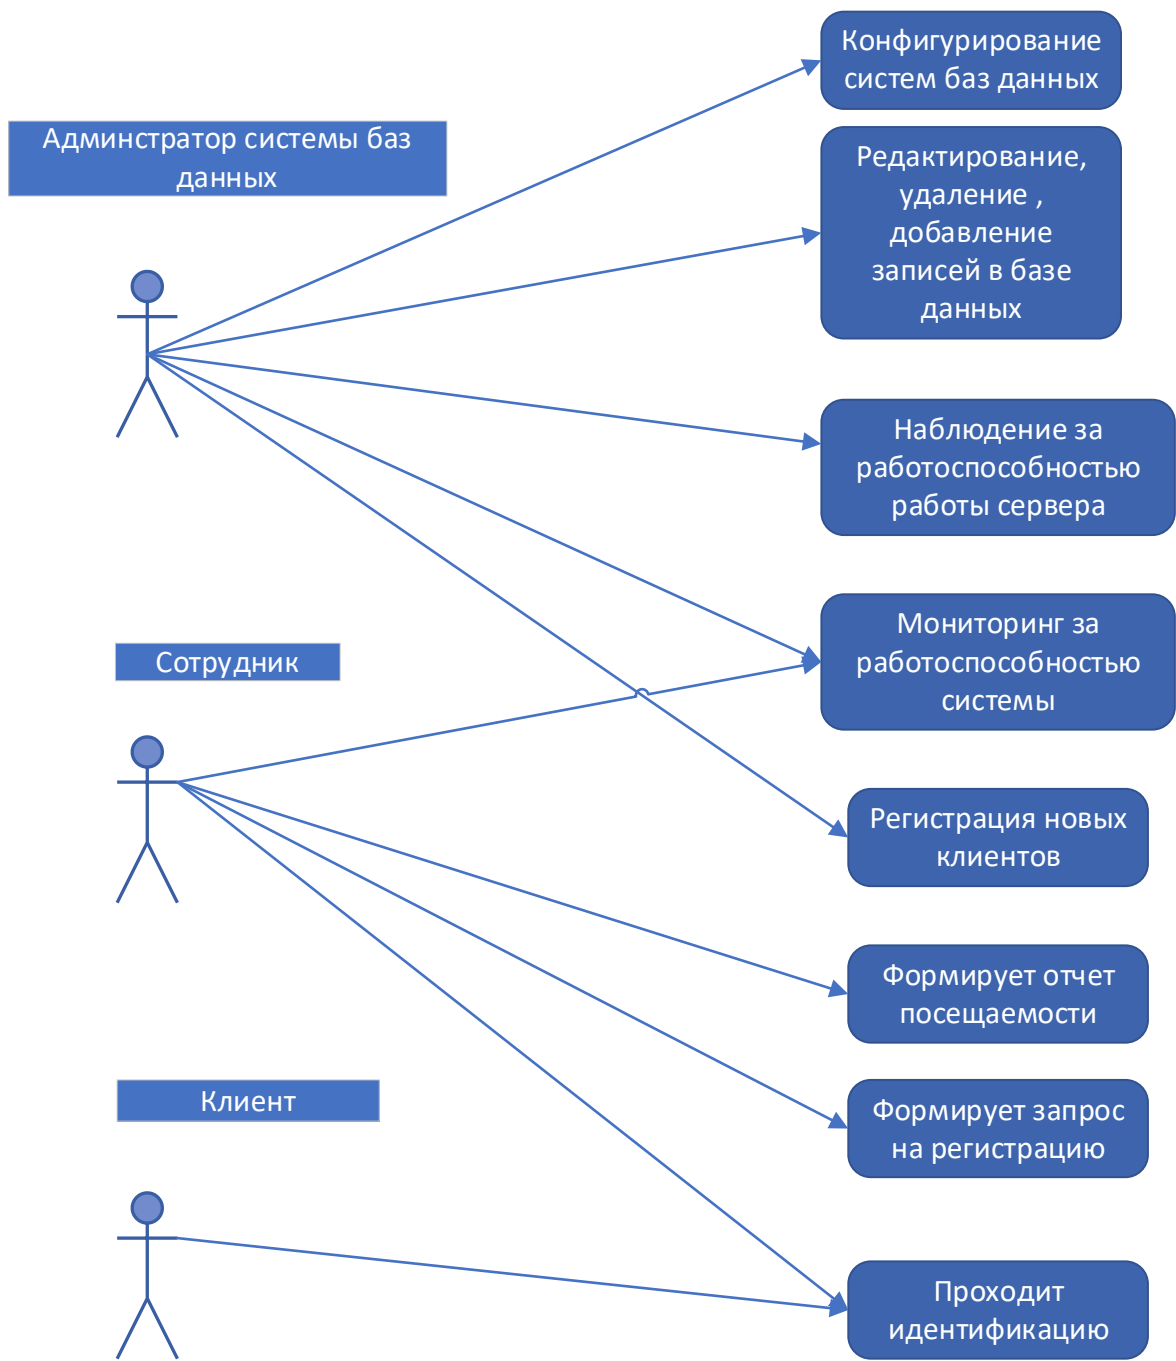 Конфигурирование
систем баз данных
Админстратор системы баз
данных
Редактирование,
удаление ,
добавление
записей в базе
данных
Наблюдение за
работоспособностью
работы сервера
Мониторинг за
работоспособностью
системы
Сотрудник
Регистрация новых
клиентов
Формирует отчет
посещаемости
Клиент
Формирует запрос
на регистрацию
Проходит
идентификацию